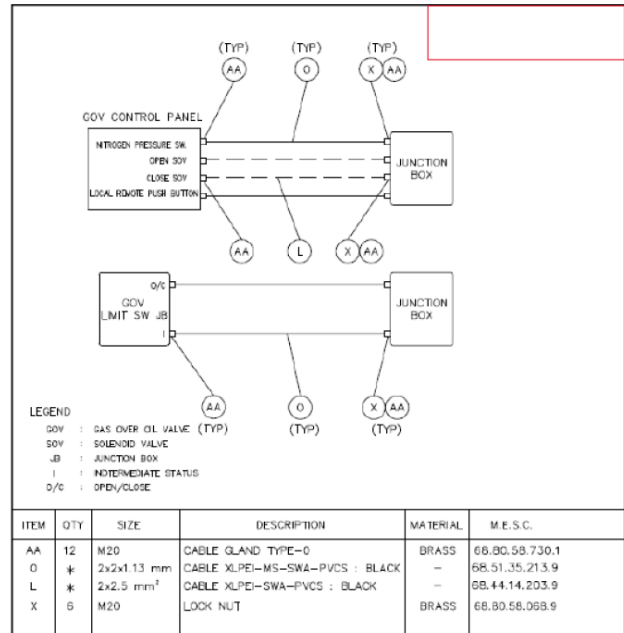 (TYP) (TYP) (TYP)
AA O X AA
GOV CONTROL PANEL
NITROGEN PRESSURE SW.
OPEN SOV
CLOSE SOV
LOCAL REMOTE PUSH BUTTON
JUNCTION
BOX
AA L X AA
O/C
GOV
LIMIT SW JB
I
JUNCTION
BOX
AA O X AA
(TYP) (TYP) (TYP)
LEGEND
GOV : GAS OVER OIL VALVE
SOV : SOLENOID VALVE
JB : JUNCTION BOX
I : INOTERMEDIATE STATUS
O/C : OPEN/CLOSE
ITEM QTY SIZE DESCRIPTION MATERIAL M.E.S.C.
AA 12 M20 CABLE GLAND TYPE-O BRASS 68.80.58.730.1
O * 2x2x1.13 mm CABLE XLPEI-MS-SWA-PVCS : BLACK – 68.51.35.213.9
L * 2x2.5 mm² CABLE XLPEI-SWA-PVCS : BLACK – 68.44.14.203.9
X 6 M20 LOCK NUT BRASS 68.80.58.068.9